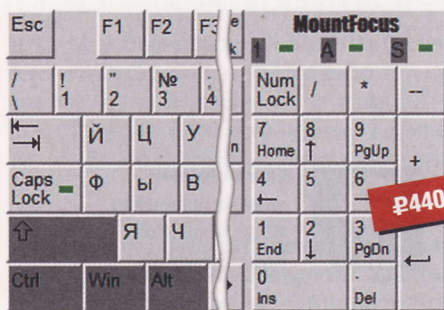 Esc F1 F2 F3
MountFocus
1 A S
/ \ ! 1 " 2 № 3 ; 4
Num Lock / * --
Й Ц У
7 Home 8 ↑ 9 PgUp +
Caps Lock Ф Ы В
4 ← 5 6 →
₽440
⇧ Я Ч
1 End 2 ↓ 3 PgDn
Ctrl Win Alt
0 Ins . Del